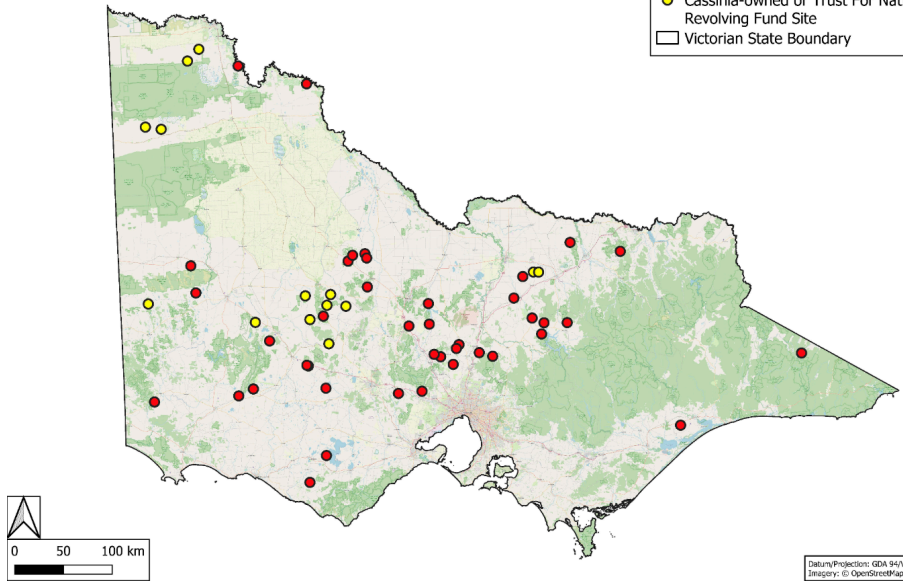 Cassinia-owned or Trust For Nat
Revolving Fund Site
Victorian State Boundary
0 50 100 km
Datum/Projection: GDA 94/V
Imagery: © OpenStreetMap